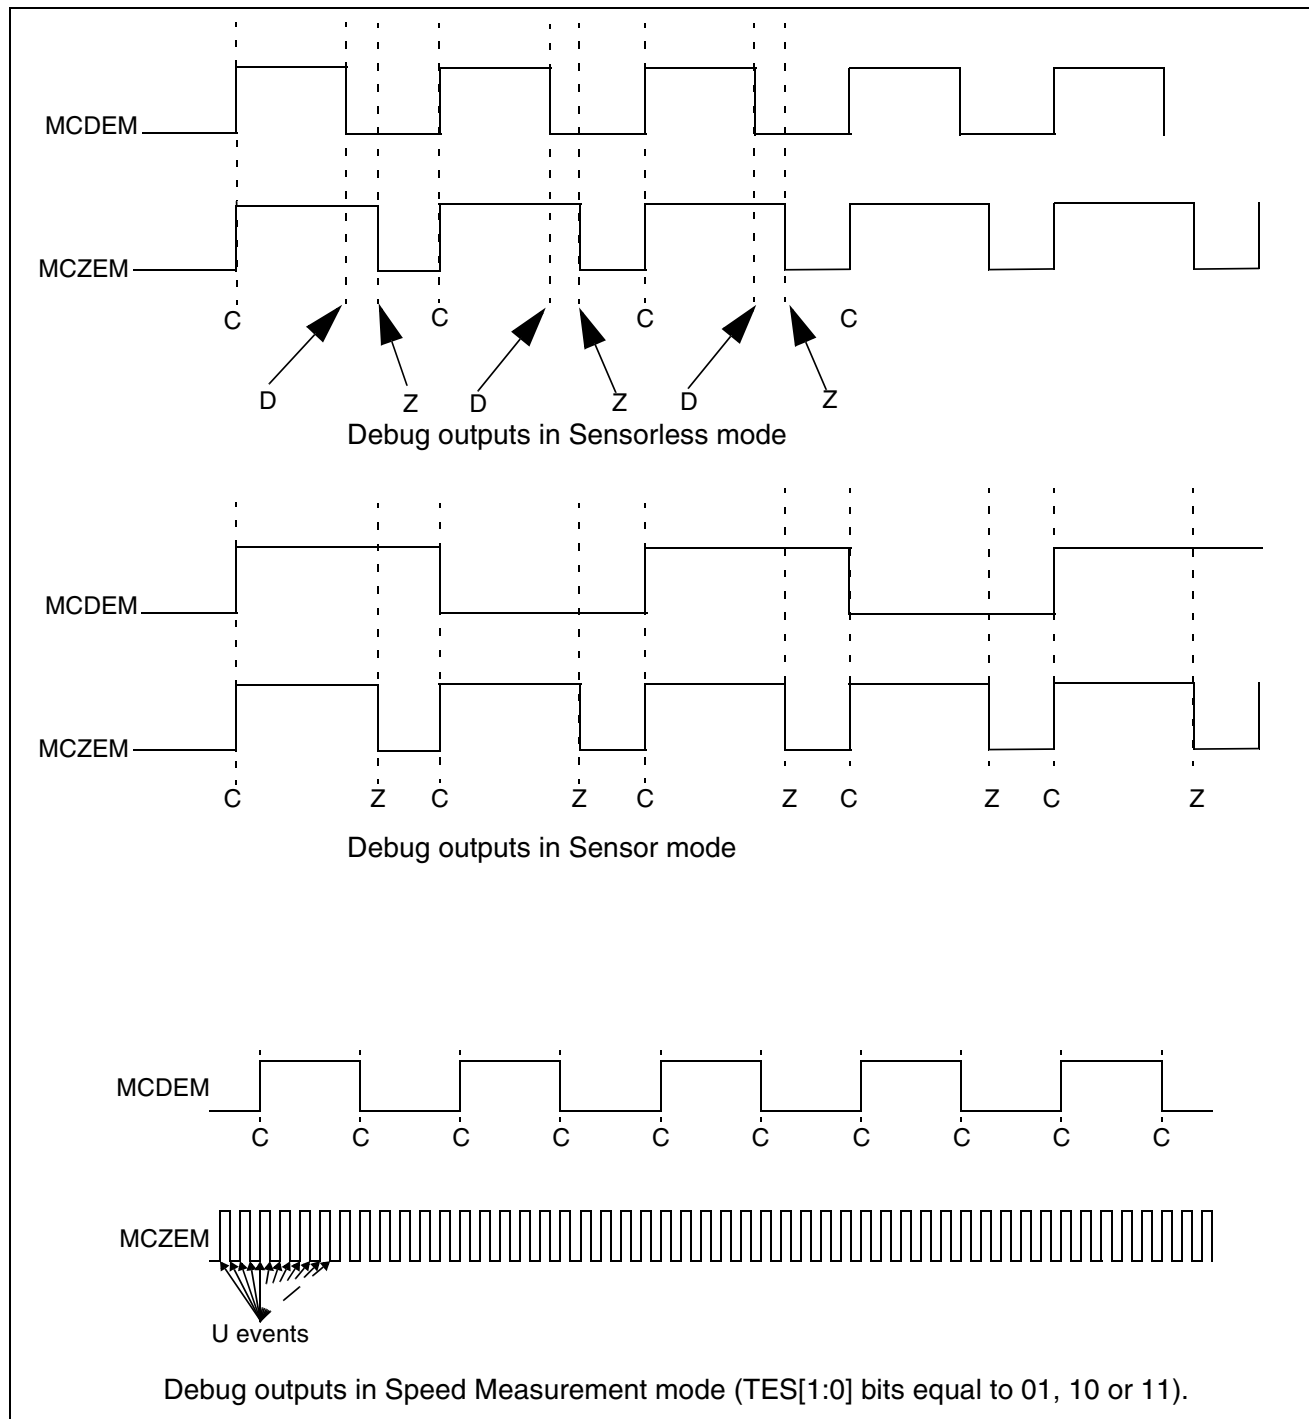 MCDEM
MCZEM
C C C C
D Z D Z D Z
Debug outputs in Sensorless mode
MCDEM
MCZEM
C Z C Z C Z C Z C Z
Debug outputs in Sensor mode
MCDEM
C C C C C C C C C C
MCZEM
U events
Debug outputs in Speed Measurement mode (TES[1:0] bits equal to 01, 10 or 11).